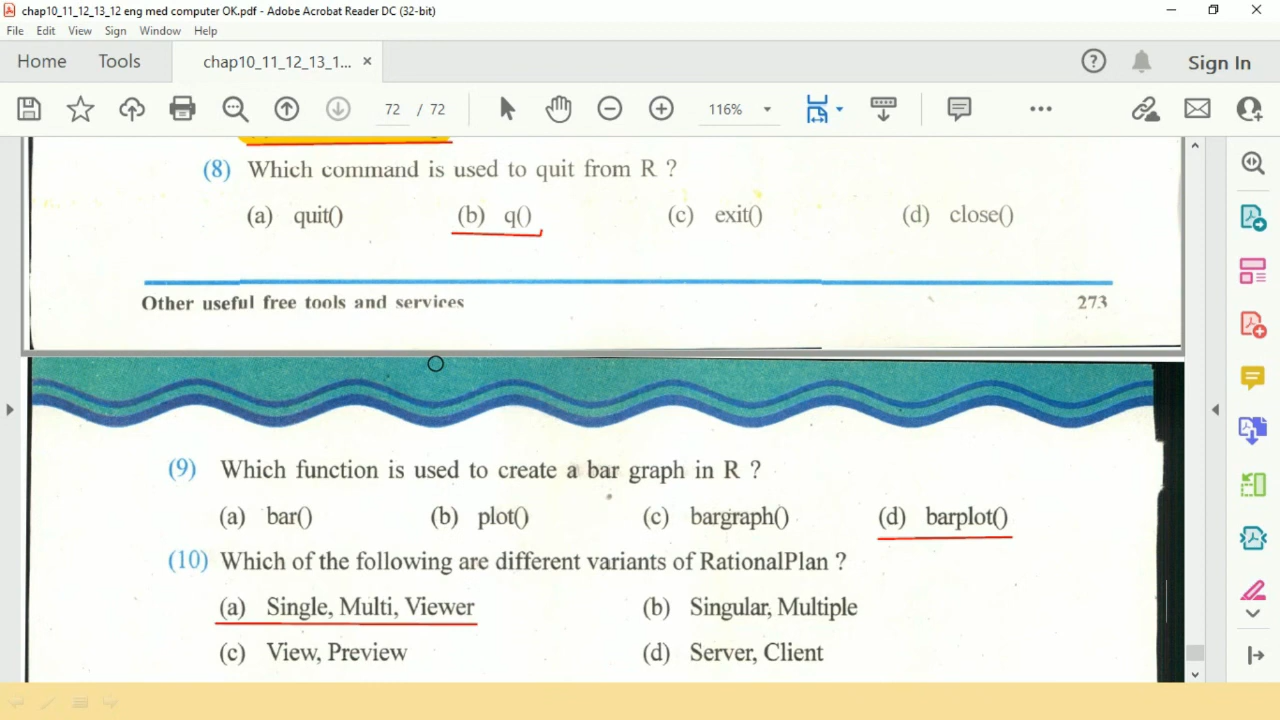 chap10_11_12_13_12 eng med computer OK.pdf - Adobe Acrobat Reader DC (32-bit)
File Edit View Sign Window Help
Home Tools chap10_11_12_13_1... × Sign In
72 / 72 116%
(8) Which command is used to quit from R ?
(a) quit() (b) q() (c) exit() (d) close()
Other useful free tools and services 273
(9) Which function is used to create a bar graph in R ?
(a) bar() (b) plot() (c) bargraph() (d) barplot()
(10) Which of the following are different variants of RationalPlan ?
(a) Single, Multi, Viewer (b) Singular, Multiple
(c) View, Preview (d) Server, Client